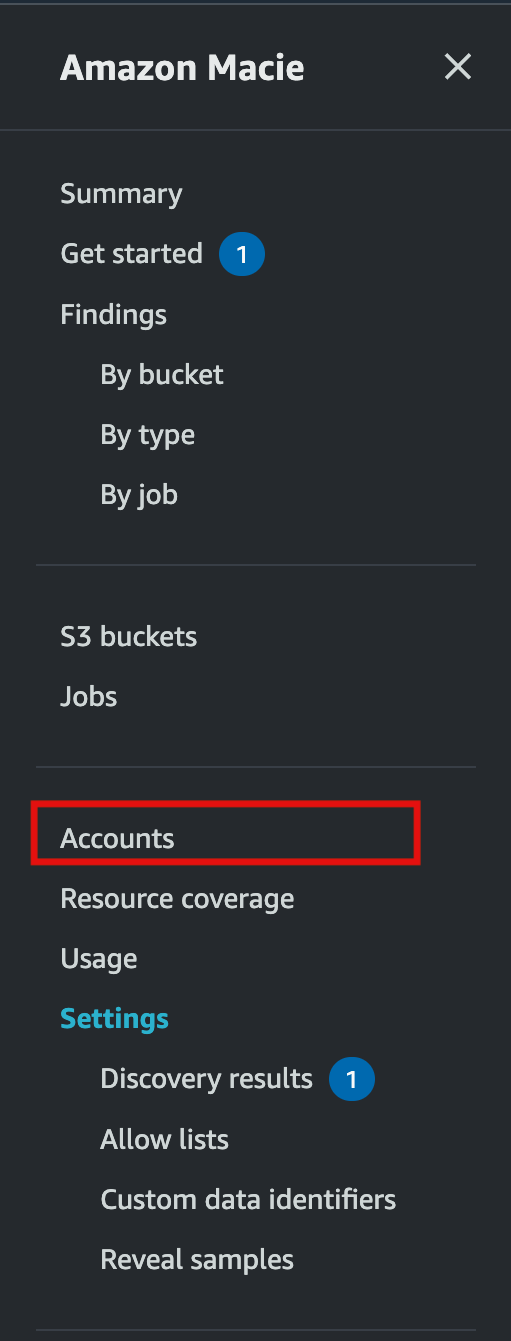 Amazon Macie
Summary
Get started 1
Findings
By bucket
By type
By job
S3 buckets
Jobs
Accounts
Resource coverage
Usage
Settings
Discovery results 1
Allow lists
Custom data identifiers
Reveal samples